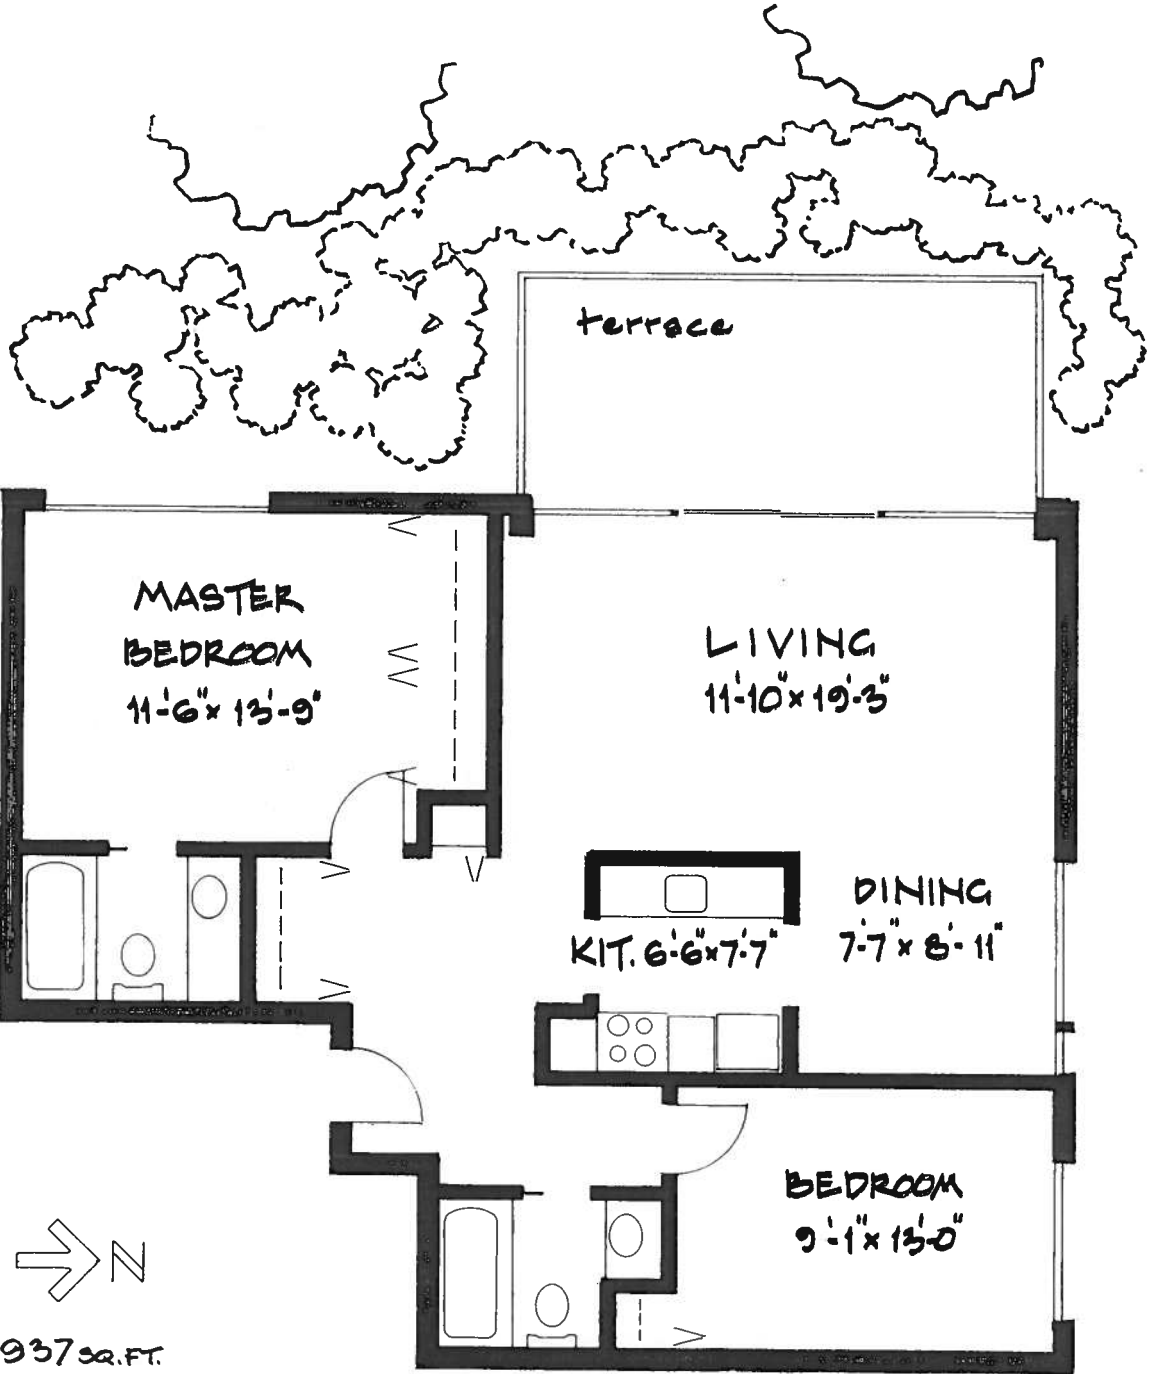 terrace
MASTER
BEDROOM
11'-6" x 13'-9"
LIVING
11'-10" x 19'-3"
DINING
7'-7" x 8'-11"
KIT. 6'-6" x 7'-7"
BEDROOM
9'-1" x 13'-0"
N
937 SQ. FT.